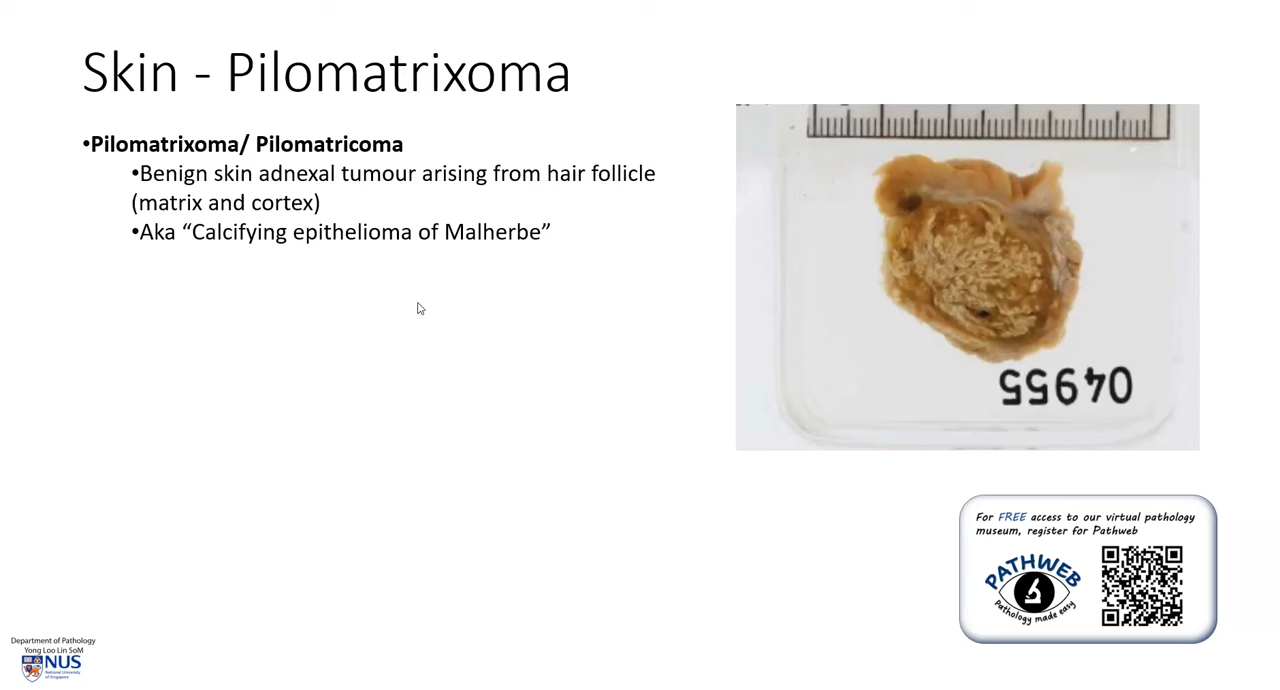 Skin - Pilomatrixoma
•Pilomatrixoma/ Pilomatricoma
•Benign skin adnexal tumour arising from hair follicle
(matrix and cortex)
•Aka “Calcifying epithelioma of Malherbe”
04955
For FREE access to our virtual pathology
museum, register for Pathweb
PATHWEB
Pathology made easy
Department of Pathology
Yong Loo Lin SoM
NUS
National University
of Singapore